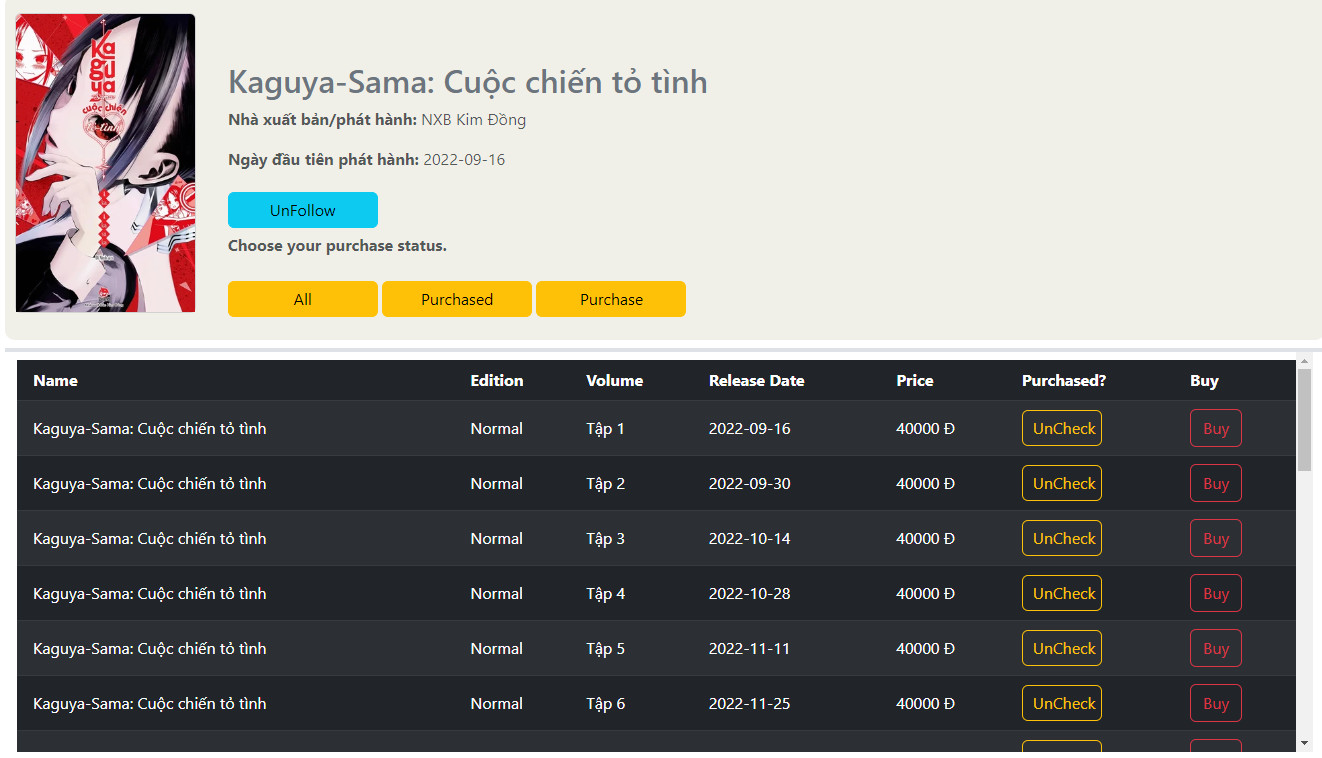 Kaguya
cuộc chiến
tỏ tình
Kaguya-Sama: Cuộc chiến tỏ tình
Nhà xuất bản/phát hành: NXB Kim Đồng
Ngày đầu tiên phát hành: 2022-09-16
UnFollow
Choose your purchase status.
All Purchased Purchase
Name Edition Volume Release Date Price Purchased? Buy
Kaguya-Sama: Cuộc chiến tỏ tình Normal Tập 1 2022-09-16 40000 Đ UnCheck Buy
Kaguya-Sama: Cuộc chiến tỏ tình Normal Tập 2 2022-09-30 40000 Đ UnCheck Buy
Kaguya-Sama: Cuộc chiến tỏ tình Normal Tập 3 2022-10-14 40000 Đ UnCheck Buy
Kaguya-Sama: Cuộc chiến tỏ tình Normal Tập 4 2022-10-28 40000 Đ UnCheck Buy
Kaguya-Sama: Cuộc chiến tỏ tình Normal Tập 5 2022-11-11 40000 Đ UnCheck Buy
Kaguya-Sama: Cuộc chiến tỏ tình Normal Tập 6 2022-11-25 40000 Đ UnCheck Buy